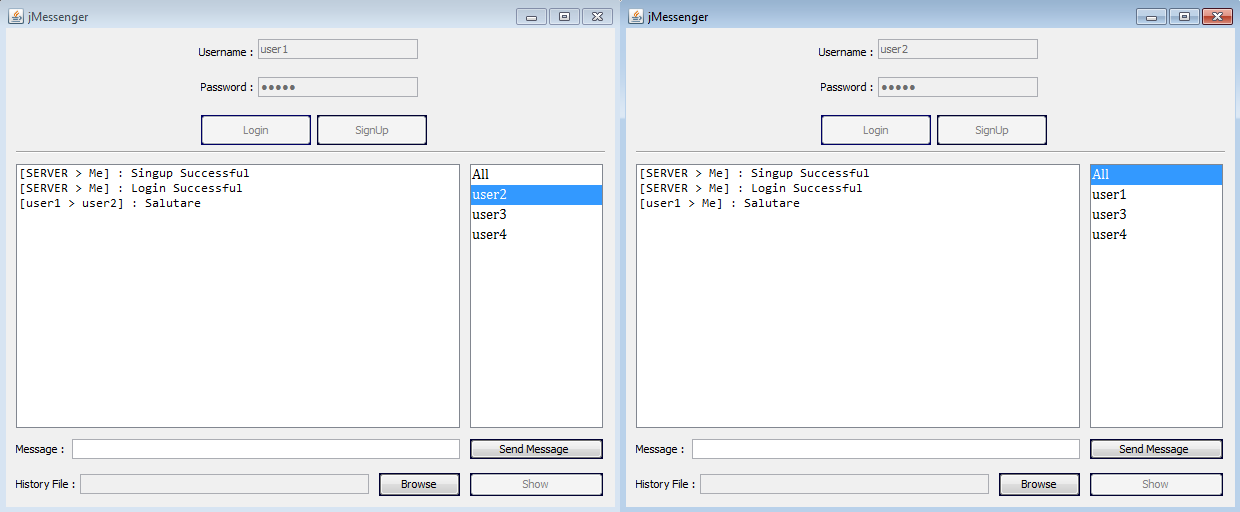 jMessenger
Username : user1
Password : •••••
Login SignUp
[SERVER > Me] : Singup Successful
[SERVER > Me] : Login Successful
[user1 > user2] : Salutare
All
user2
user3
user4
Message : Send Message
History File : Browse Show
jMessenger
Username : user2
Password : •••••
Login SignUp
[SERVER > Me] : Singup Successful
[SERVER > Me] : Login Successful
[user1 > Me] : Salutare
All
user1
user3
user4
Message : Send Message
History File : Browse Show